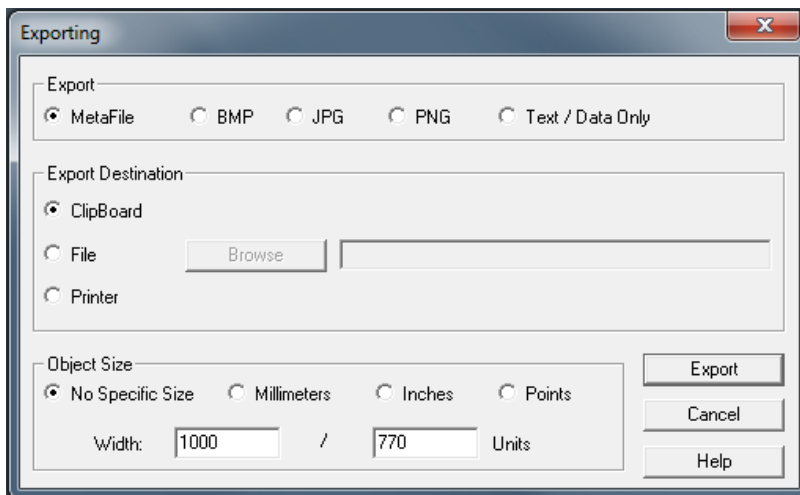 Exporting
Export
MetaFile BMP JPG PNG Text / Data Only
Export Destination
ClipBoard
File Browse
Printer
Object Size
No Specific Size Millimeters Inches Points
Width: 1000 / 770 Units
Export
Cancel
Help